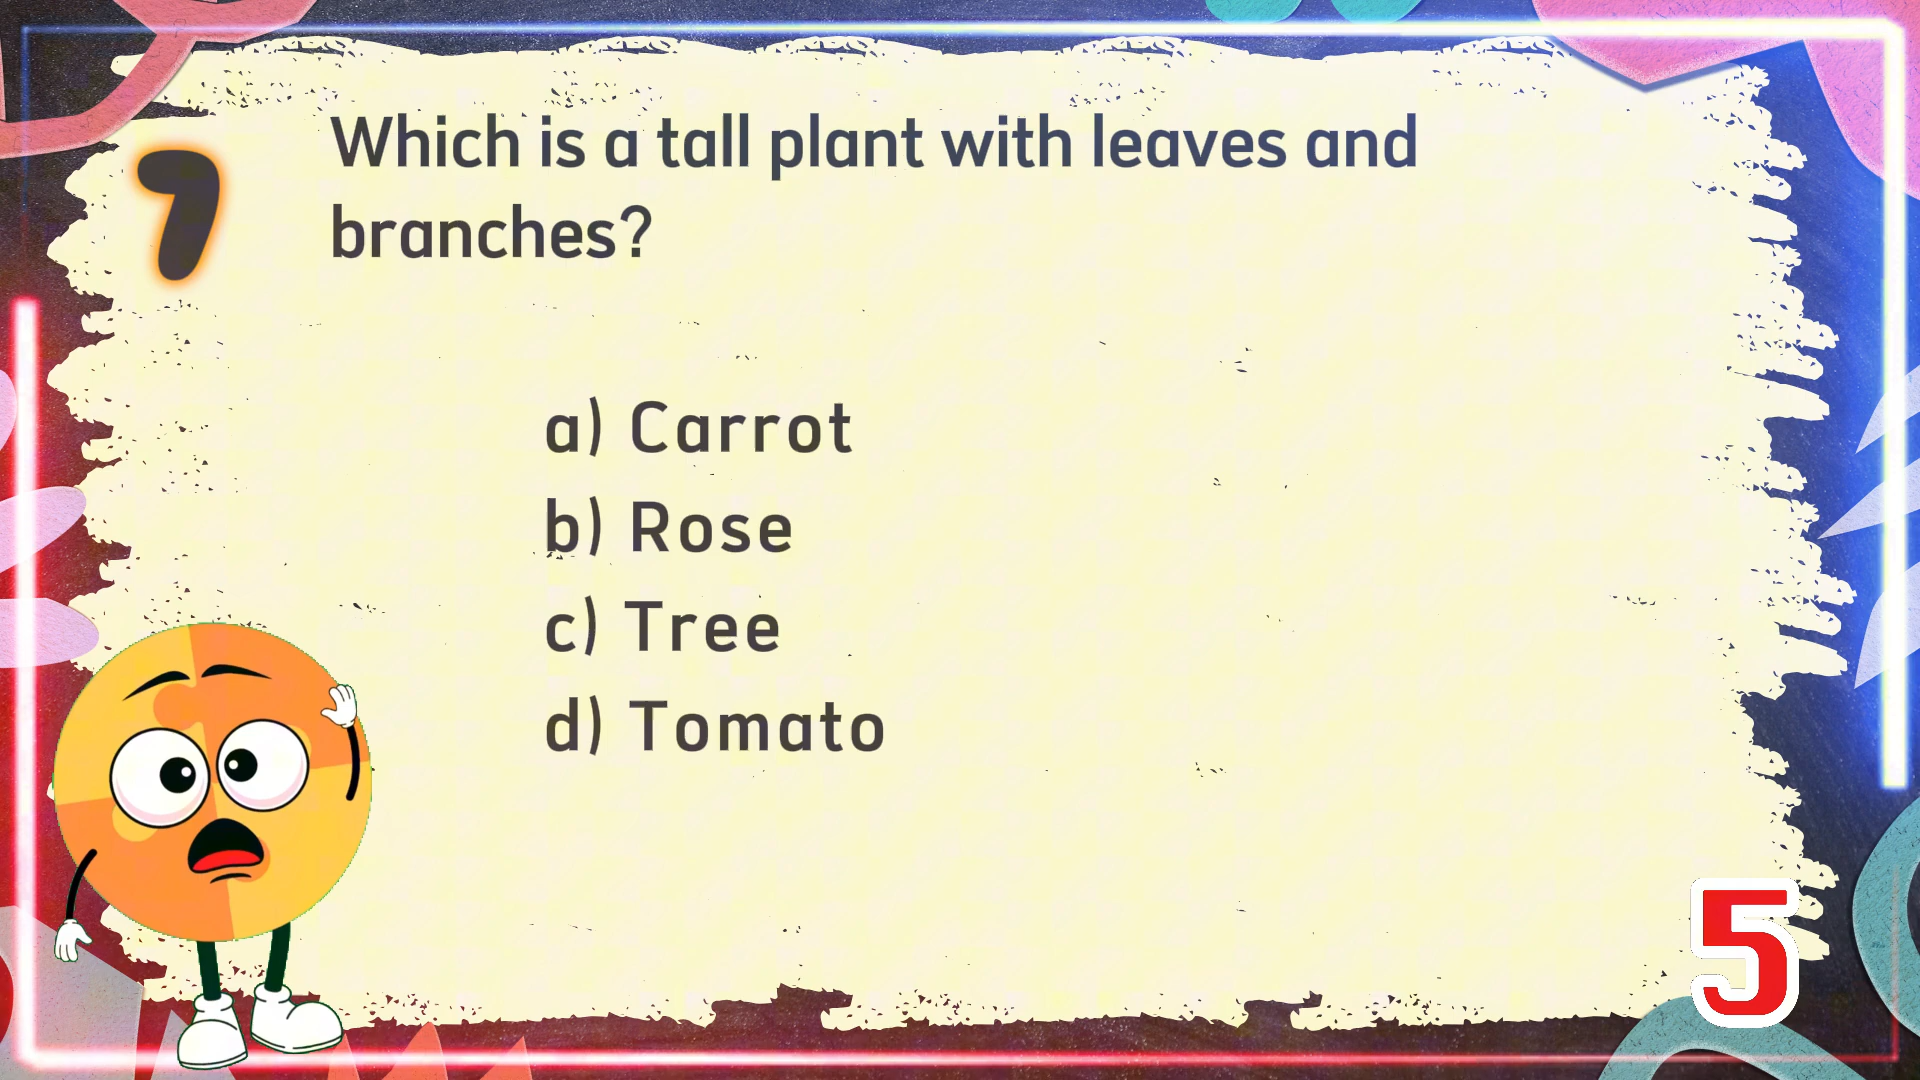 7
Which is a tall plant with leaves and
branches?
a) Carrot
b) Rose
c) Tree
d) Tomato
5